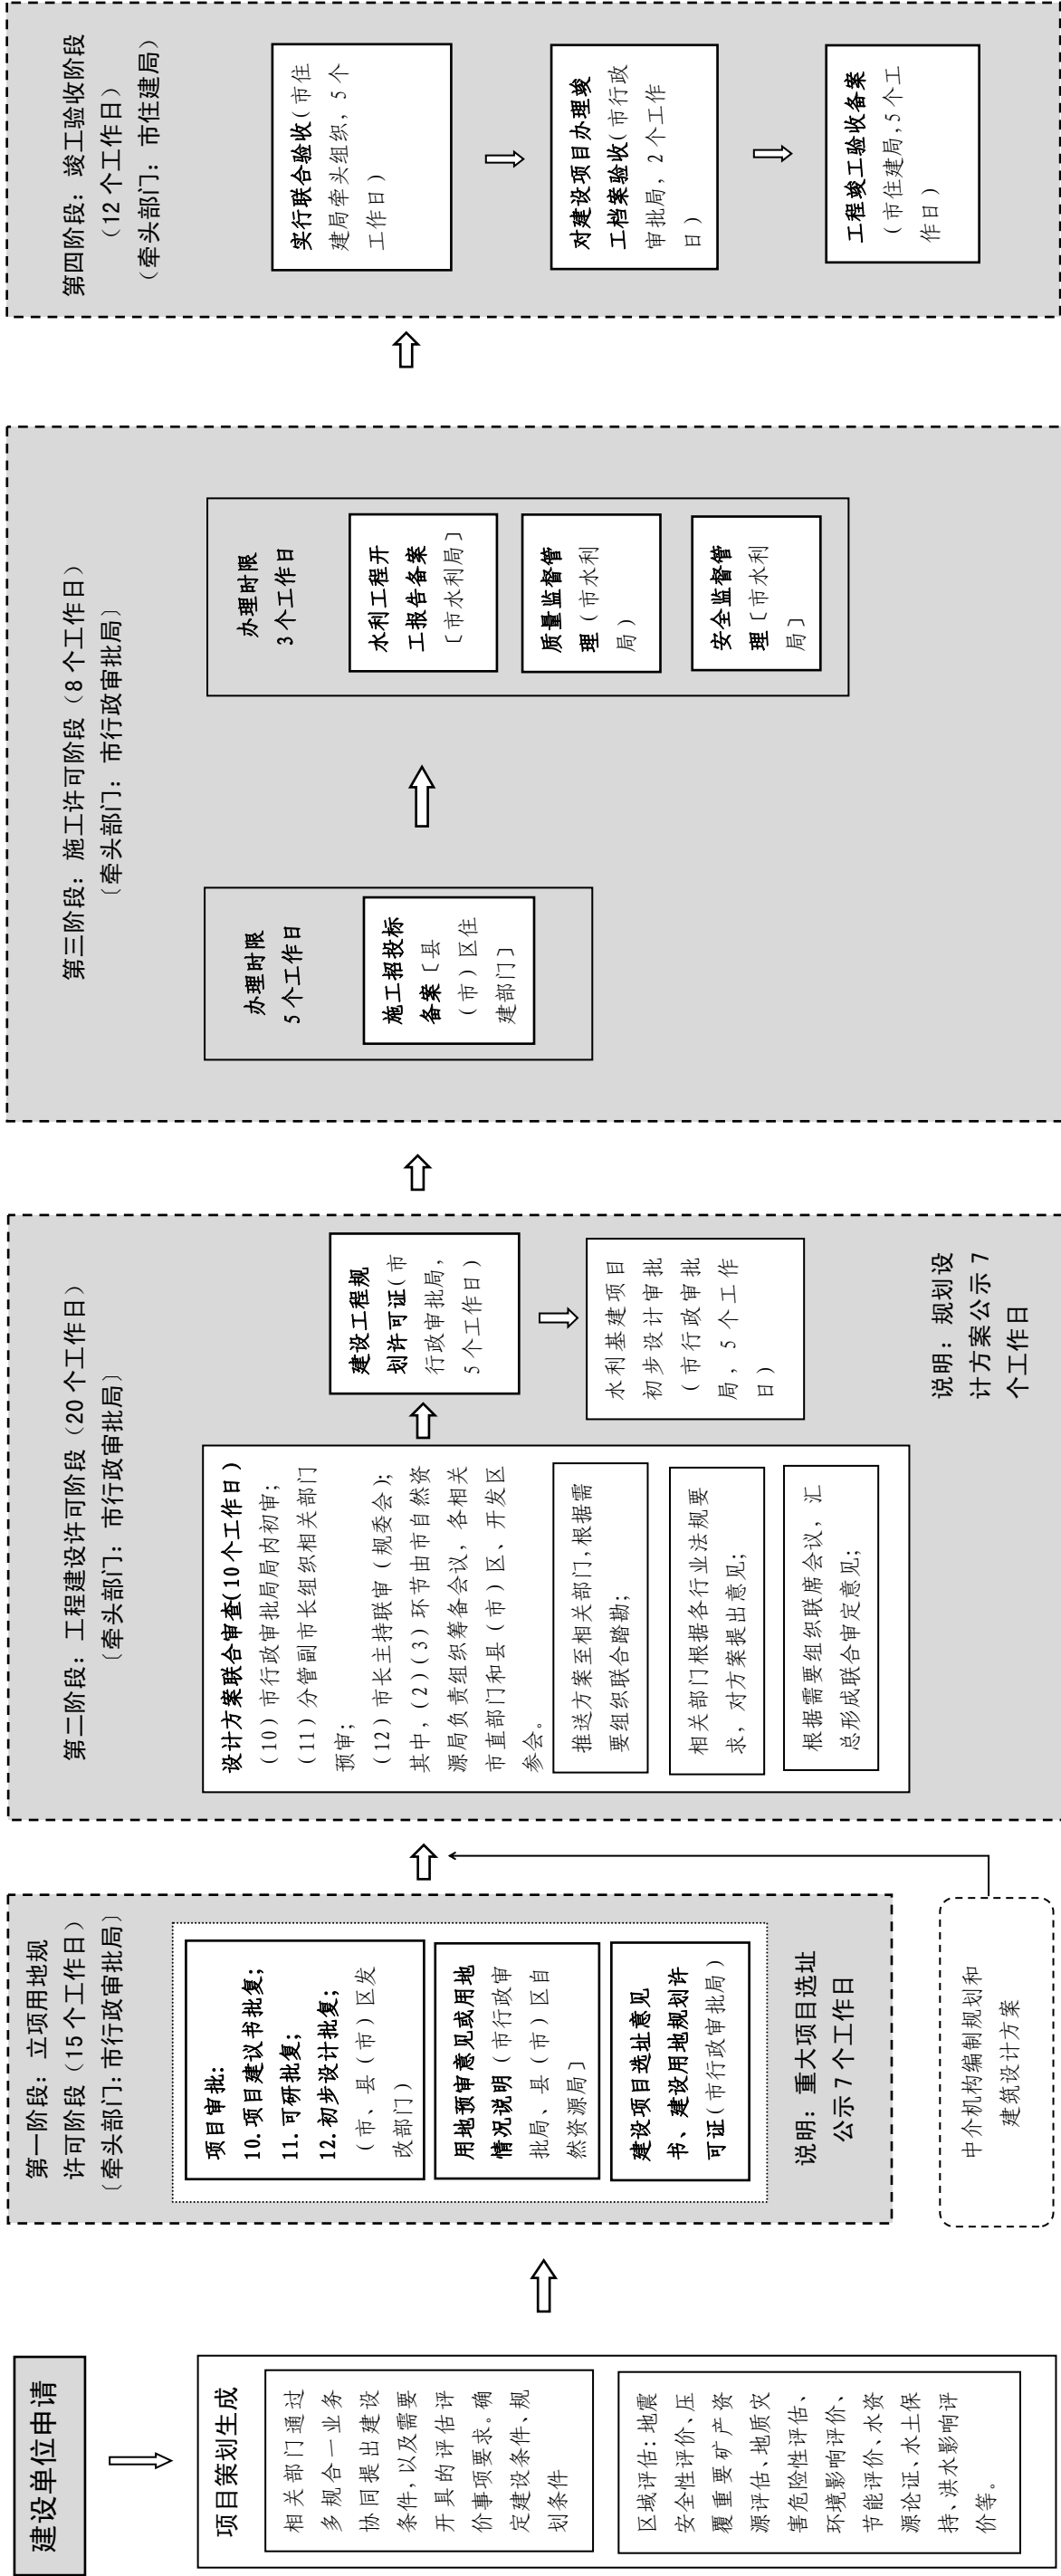 建设单位申请
项目策划生成
相关部门通过
多规合一业务
协同提出建设
条件，以及需要
开具的评估评
价事项要求。确
定建设条件、规
划条件
区域评估：地震
安全性评价、压
覆重要矿产资
源评估、地质灾
害危险性评估、
环境影响评价、
节能评价、水资
源论证、水土保
持、洪水影响评
价等。
第一阶段：立项用地规
许可阶段（15个工作日）
〔牵头部门：市行政审批局〕
项目审批：
10.项目建议书批复；
11.可研批复；
12.初步设计批复；
（市、县（市）区发
改部门）
用地预审意见或用地
情况说明（市行政审
批局、县（市）区自
然资源局〕
建设项目选址意见
书、建设用地规划许
可证（市行政审批局）
说明：重大项目选址
公示7个工作日
中介机构编制规划和
建筑设计方案
第二阶段：工程建设许可阶段（20个工作日）
〔牵头部门：市行政审批局〕
设计方案联合审查(10个工作日)
（10）市行政审批局局内初审；
（11）分管副市长组织相关部门
预审；
（12）市长主持联审（规委会）；
其中，(2)(3)环节由市自然资
源局负责组织筹备会议，各相关
市直部门和县（市）区、开发区
参会。
推送方案至相关部门,根据需
要组织联合踏勘；
相关部门根据各行业法规要
求，对方案提出意见；
根据需要组织联席会议，汇
总形成联合审定意见；
建设工程规
划许可证（市
行政审批局，
5个工作日）
水利基建项目
初步设计审批
（市行政审批
局，5个工作
日）
说明：规划设
计方案公示7
个工作日
第三阶段：施工许可阶段（8个工作日）
〔牵头部门：市行政审批局〕
办理时限
5个工作日
施工招投标
备案〔县
（市）区住
建部门〕
办理时限
3个工作日
水利工程开
工报告备案
〔市水利局〕
质量监督管
理（市水利
局）
安全监督管
理〔市水利
局〕
第四阶段：竣工验收阶段
（12个工作日）
（牵头部门：市住建局）
实行联合验收（市住
建局牵头组织，5个
工作日）
对建设项目办理竣
工档案验收（市行政
审批局，2个工作
日）
工程竣工验收备案
（市住建局,5个工
作日）